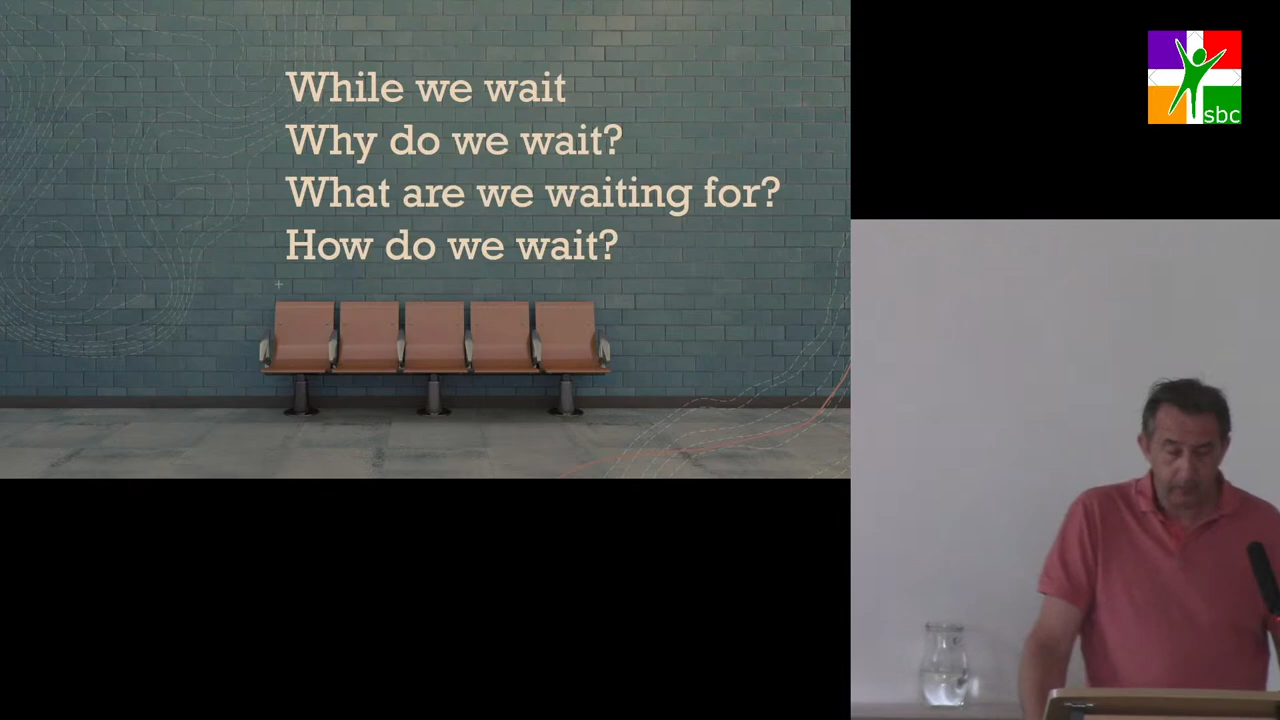 While we wait
Why do we wait?
What are we waiting for?
How do we wait?
sbc